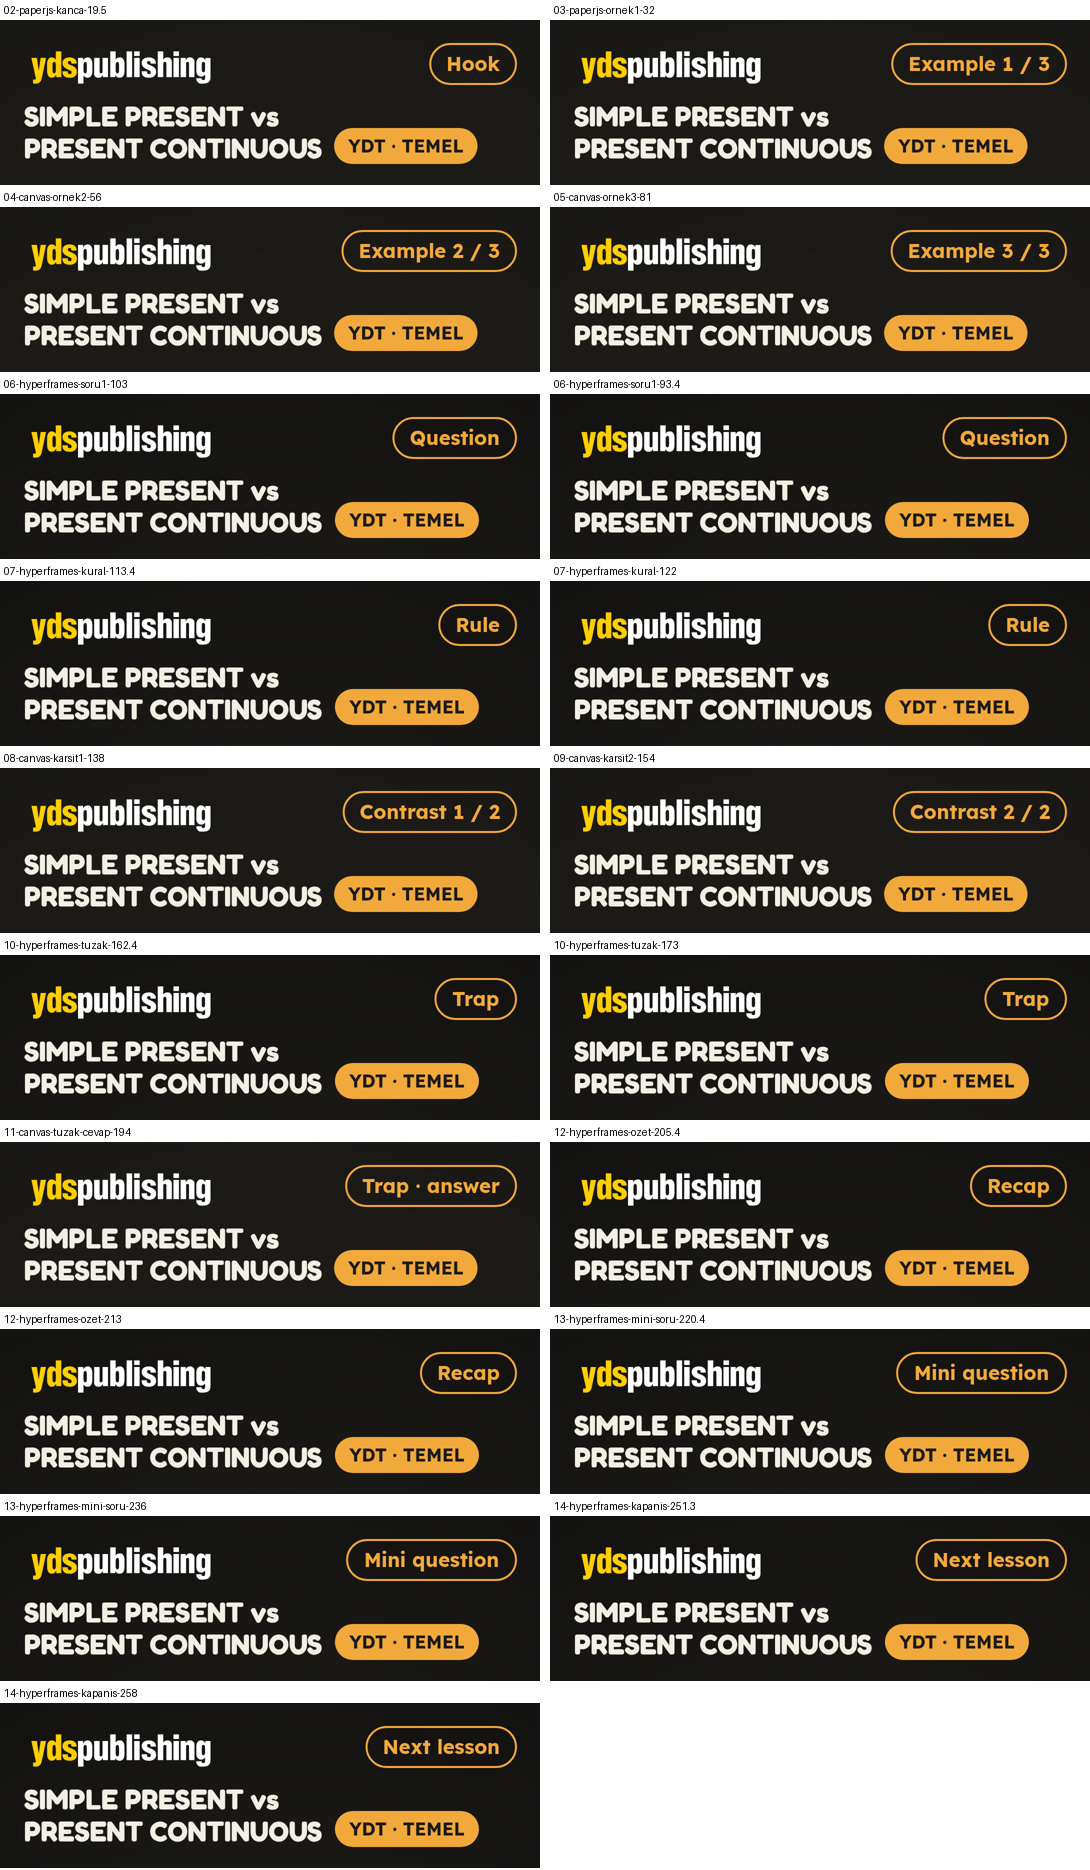 02-paperjs-kanca-19.5
ydspublishing
Hook
SIMPLE PRESENT vs
PRESENT CONTINUOUS YDT · TEMEL
03-paperjs-ornek1-32
ydspublishing
Example 1 / 3
SIMPLE PRESENT vs
PRESENT CONTINUOUS YDT · TEMEL
04-canvas-ornek2-56
ydspublishing
Example 2 / 3
SIMPLE PRESENT vs
PRESENT CONTINUOUS YDT · TEMEL
05-canvas-ornek3-81
ydspublishing
Example 3 / 3
SIMPLE PRESENT vs
PRESENT CONTINUOUS YDT · TEMEL
06-hyperframes-soru1-103
ydspublishing
Question
SIMPLE PRESENT vs
PRESENT CONTINUOUS YDT · TEMEL
06-hyperframes-soru1-93.4
ydspublishing
Question
SIMPLE PRESENT vs
PRESENT CONTINUOUS YDT · TEMEL
07-hyperframes-kural-113.4
ydspublishing
Rule
SIMPLE PRESENT vs
PRESENT CONTINUOUS YDT · TEMEL
07-hyperframes-kural-122
ydspublishing
Rule
SIMPLE PRESENT vs
PRESENT CONTINUOUS YDT · TEMEL
08-canvas-karsit1-138
ydspublishing
Contrast 1 / 2
SIMPLE PRESENT vs
PRESENT CONTINUOUS YDT · TEMEL
09-canvas-karsit2-154
ydspublishing
Contrast 2 / 2
SIMPLE PRESENT vs
PRESENT CONTINUOUS YDT · TEMEL
10-hyperframes-tuzak-162.4
ydspublishing
Trap
SIMPLE PRESENT vs
PRESENT CONTINUOUS YDT · TEMEL
10-hyperframes-tuzak-173
ydspublishing
Trap
SIMPLE PRESENT vs
PRESENT CONTINUOUS YDT · TEMEL
11-canvas-tuzak-cevap-194
ydspublishing
Trap · answer
SIMPLE PRESENT vs
PRESENT CONTINUOUS YDT · TEMEL
12-hyperframes-ozet-205.4
ydspublishing
Recap
SIMPLE PRESENT vs
PRESENT CONTINUOUS YDT · TEMEL
12-hyperframes-ozet-213
ydspublishing
Recap
SIMPLE PRESENT vs
PRESENT CONTINUOUS YDT · TEMEL
13-hyperframes-mini-soru-220.4
ydspublishing
Mini question
SIMPLE PRESENT vs
PRESENT CONTINUOUS YDT · TEMEL
13-hyperframes-mini-soru-236
ydspublishing
Mini question
SIMPLE PRESENT vs
PRESENT CONTINUOUS YDT · TEMEL
14-hyperframes-kapanis-251.3
ydspublishing
Next lesson
SIMPLE PRESENT vs
PRESENT CONTINUOUS YDT · TEMEL
14-hyperframes-kapanis-258
ydspublishing
Next lesson
SIMPLE PRESENT vs
PRESENT CONTINUOUS YDT · TEMEL